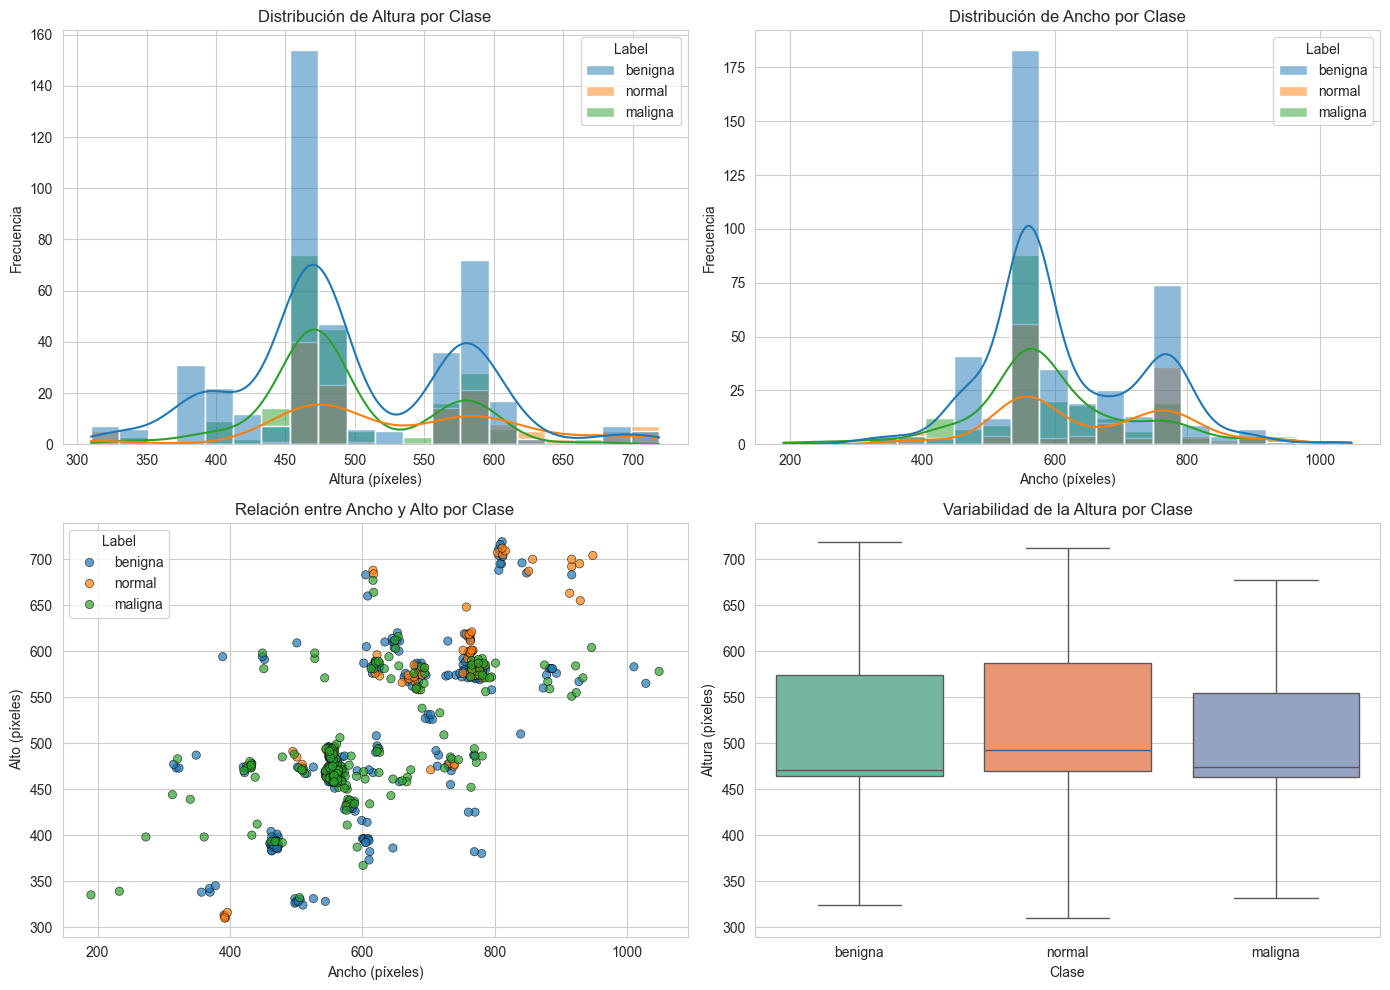 Distribución de Altura por Clase
160
140
120
100
80
60
40
20
0
Frecuencia
300 350 400 450 500 550 600 650 700
Altura (píxeles)
Label
benigna
normal
maligna
Distribución de Ancho por Clase
175
150
125
100
75
50
25
0
Frecuencia
200 400 600 800 1000
Ancho (píxeles)
Label
benigna
normal
maligna
Relación entre Ancho y Alto por Clase
Label
benigna
normal
maligna
700
650
600
550
500
450
400
350
300
Alto (píxeles)
200 400 600 800 1000
Ancho (píxeles)
Variabilidad de la Altura por Clase
700
650
600
550
500
450
400
350
300
Altura (píxeles)
benigna normal maligna
Clase